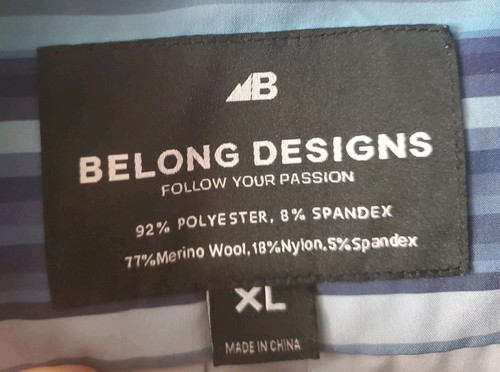 B
BELONG DESIGNS
FOLLOW YOUR PASSION
92% POLYESTER, 8% SPANDEX
77%Merino Wool,18%Nylon,5%Spandex
XL
MADE IN CHINA